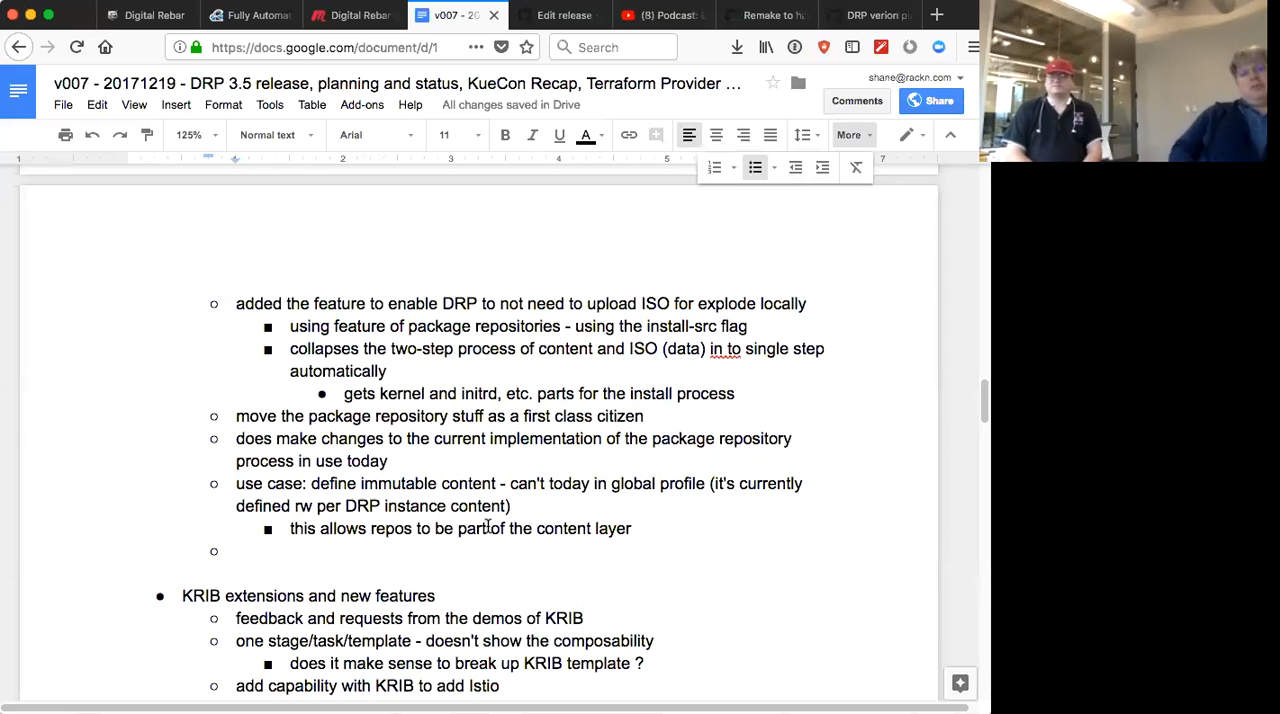 Digital Rebar
Fully Automat
Digital Rebar
v007 - 20
Edit release
(8) Podcast:
Remake to ha
DRP verion pl
https://docs.google.com/document/d/1
Search
v007 - 20171219 - DRP 3.5 release, planning and status, KueCon Recap, Terraform Provider ...
shane@rackn.com
File Edit View Insert Format Tools Table Add-ons Help All changes saved in Drive
Comments
Share
125% Normal text Arial 11 B I U A More
1 2 3 4 5 7
added the feature to enable DRP to not need to upload ISO for explode locally
using feature of package repositories - using the install-src flag
collapses the two-step process of content and ISO (data) in to single step
automatically
gets kernel and initrd, etc. parts for the install process
move the package repository stuff as a first class citizen
does make changes to the current implementation of the package repository
process in use today
use case: define immutable content - can't today in global profile (it's currently
defined rw per DRP instance content)
this allows repos to be part of the content layer
KRIB extensions and new features
feedback and requests from the demos of KRIB
one stage/task/template - doesn't show the composability
does it make sense to break up KRIB template ?
add capability with KRIB to add Istio